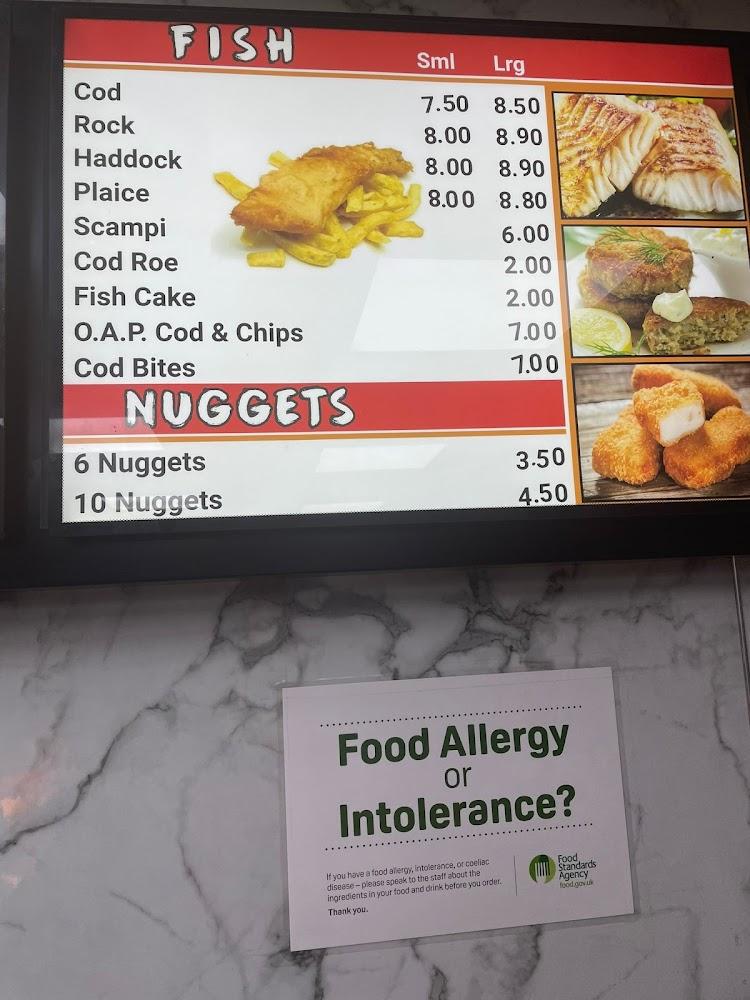 FISH Sml Lrg
Cod 7.50 8.50
Rock 8.00 8.90
Haddock 8.00 8.90
Plaice 8.00 8.80
Scampi 6.00
Cod Roe 2.00
Fish Cake 2.00
O.A.P. Cod & Chips 7.00
Cod Bites 7.00
NUGGETS
6 Nuggets 3.50
10 Nuggets 4.50
Food Allergy
or
Intolerance?
If you have a food allergy, intolerance, or coeliac
disease – please speak to the staff about the
ingredients in your food and drink before you order.
Thank you.
Food
Standards
Agency
food.gov.uk